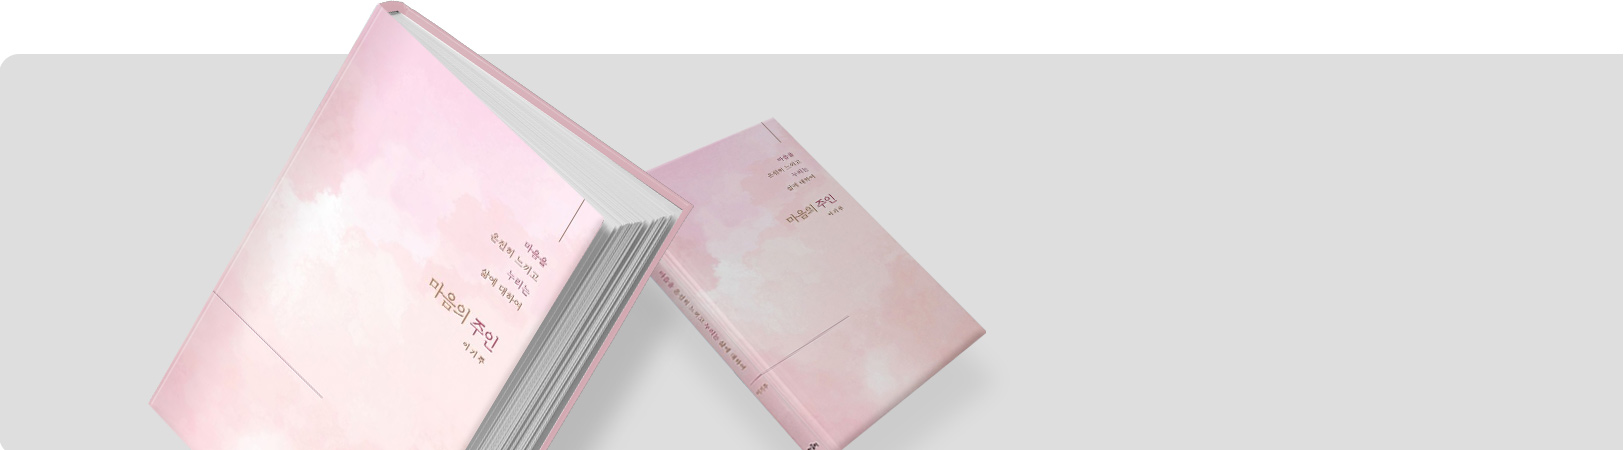 마음을
온전히 느끼고
누리는
삶에 대하여
마음의 주인
이기주
마음을
온전히 느끼고
누리는
삶에 대하여
마음의 주인
이기주
마음을 온전히 느끼고 누리는 삶에 대하여
이기주